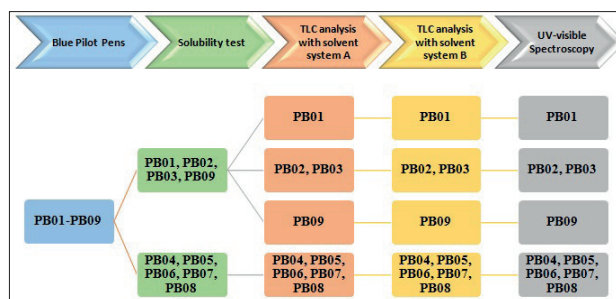 Blue Pilot Pens
Solubility test
TLC analysis
with solvent
system A
TLC analysis
with solvent
system B
UV-visible
Spectroscopy
PB01-PB09
PB01, PB02,
PB03, PB09
PB04, PB05,
PB06, PB07,
PB08
PB01
PB02, PB03
PB09
PB04, PB05,
PB06, PB07,
PB08
PB01
PB02, PB03
PB09
PB04, PB05,
PB06, PB07,
PB08
PB01
PB02, PB03
PB09
PB04, PB05,
PB06, PB07,
PB08